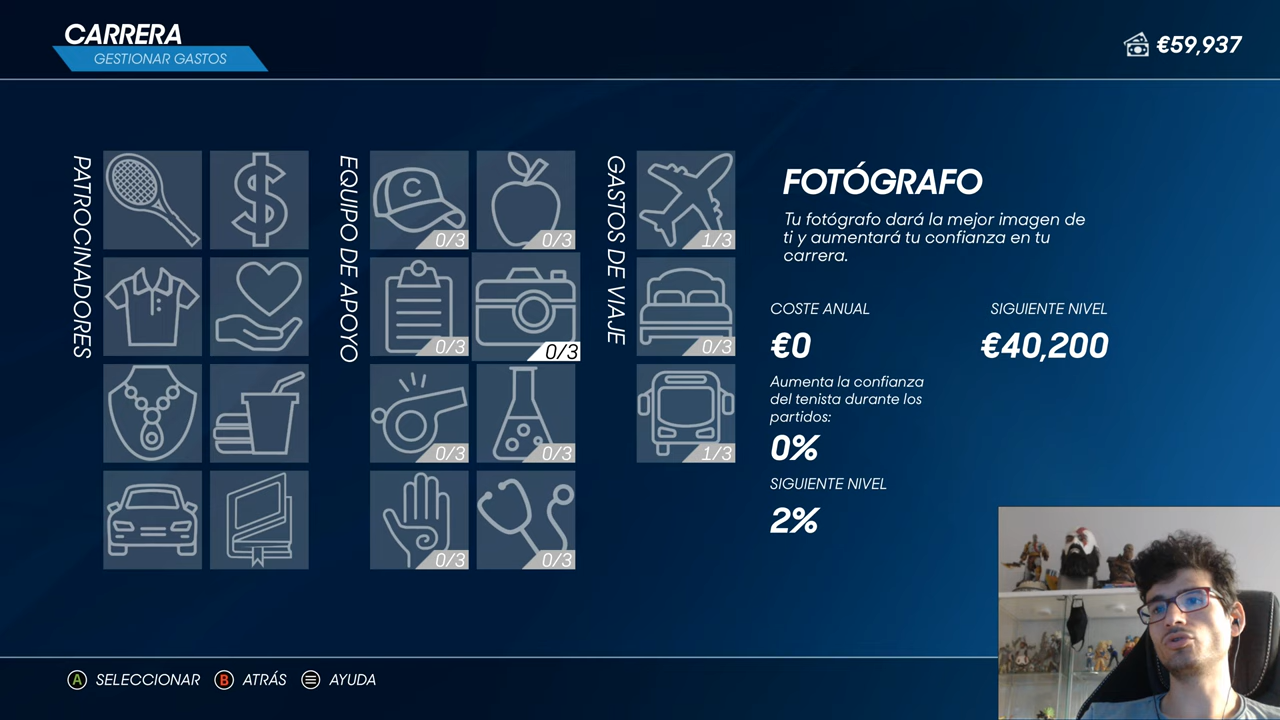 CARRERA
GESTIONAR GASTOS
€59,937
PATROCINADORES
EQUIPO DE APOYO
C
0/3
0/3
0/3
0/3
0/3
0/3
0/3
0/3
GASTOS DE VIAJE
1/3
0/3
1/3
FOTÓGRAFO
Tu fotógrafo dará la mejor imagen de
ti y aumentará tu confianza en tu
carrera.
COSTE ANUAL
€0
SIGUIENTE NIVEL
€40,200
Aumenta la confianza
del tenista durante los
partidos:
0%
SIGUIENTE NIVEL
2%
A SELECCIONAR B ATRÁS AYUDA